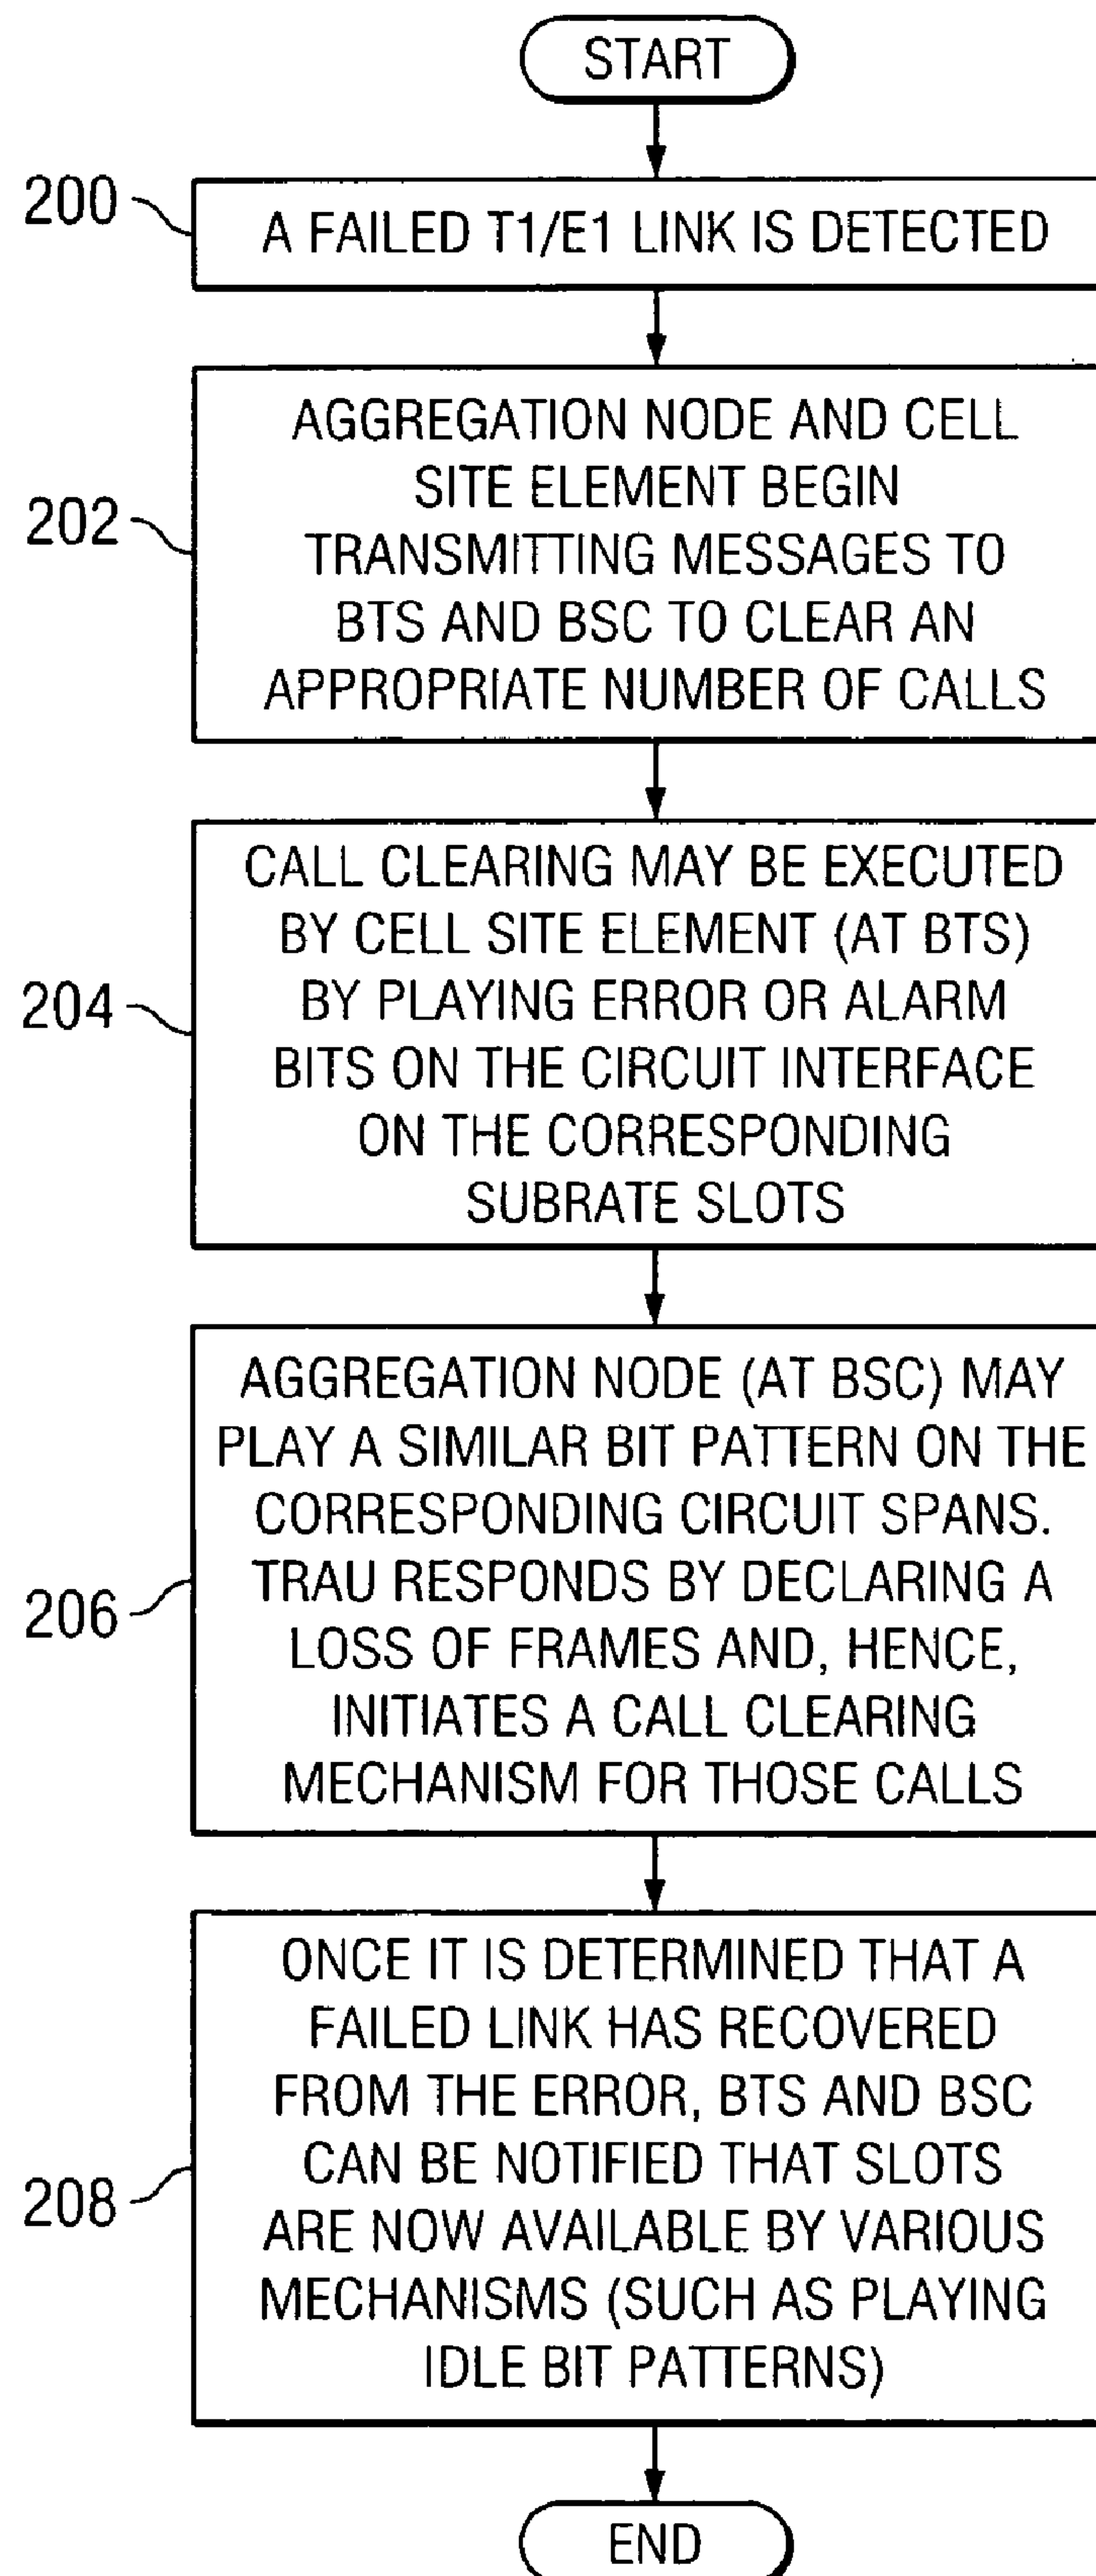 START
200
A FAILED T1/E1 LINK IS DETECTED
202
AGGREGATION NODE AND CELL
SITE ELEMENT BEGIN
TRANSMITTING MESSAGES TO
BTS AND BSC TO CLEAR AN
APPROPRIATE NUMBER OF CALLS
204
CALL CLEARING MAY BE EXECUTED
BY CELL SITE ELEMENT (AT BTS)
BY PLAYING ERROR OR ALARM
BITS ON THE CIRCUIT INTERFACE
ON THE CORRESPONDING
SUBRATE SLOTS
206
AGGREGATION NODE (AT BSC) MAY
PLAY A SIMILAR BIT PATTERN ON THE
CORRESPONDING CIRCUIT SPANS.
TRAU RESPONDS BY DECLARING A
LOSS OF FRAMES AND, HENCE,
INITIATES A CALL CLEARING
MECHANISM FOR THOSE CALLS
208
ONCE IT IS DETERMINED THAT A
FAILED LINK HAS RECOVERED
FROM THE ERROR, BTS AND BSC
CAN BE NOTIFIED THAT SLOTS
ARE NOW AVAILABLE BY VARIOUS
MECHANISMS (SUCH AS PLAYING
IDLE BIT PATTERNS)
END